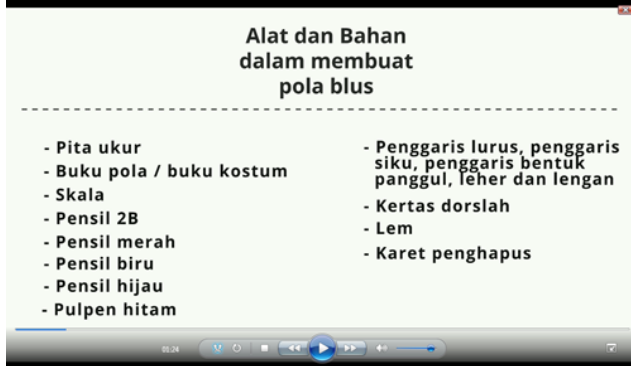 Alat dan Bahan
dalam membuat
pola blus
- Pita ukur
- Buku pola / buku kostum
- Skala
- Pensil 2B
- Pensil merah
- Pensil biru
- Pensil hijau
- Pulpen hitam
- Penggaris lurus, penggaris
siku, penggaris bentuk
panggul, leher dan lengan
- Kertas dorslah
- Lem
- Karet penghapus
01:24